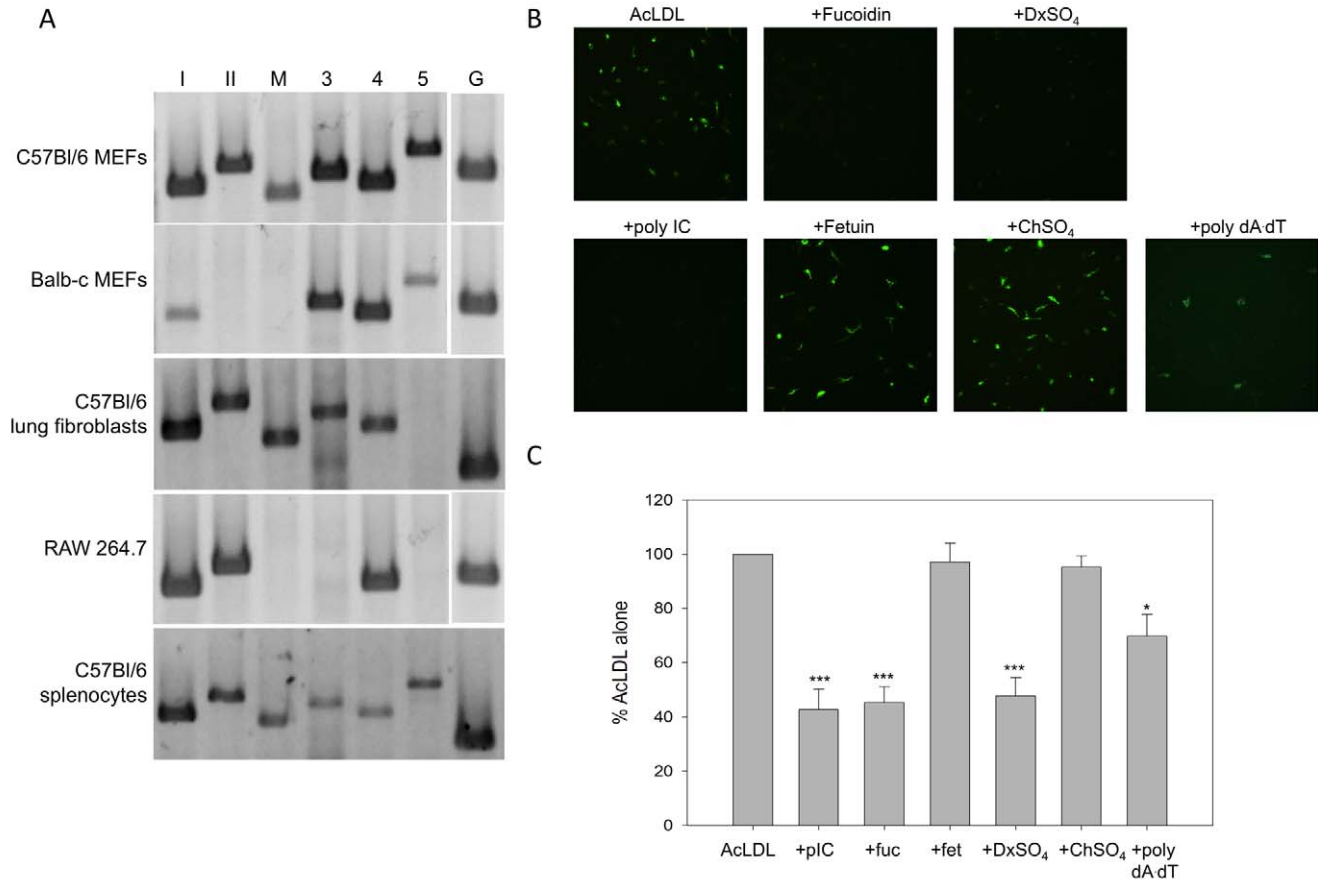 A
I II M 3 4 5 G
C57Bl/6 MEFs
Balb-c MEFs
C57Bl/6
lung fibroblasts
RAW 264.7
C57Bl/6
splenocytes
B
AcLDL +Fucoidin +DxSO₄
+poly IC +Fetuin +ChSO₄ +poly dA·dT
C
% AcLDL alone
120
100
80
60
40
20
0
*** *** *** *
AcLDL +pIC +fuc +fet +DxSO₄ +ChSO₄ +poly
dA·dT